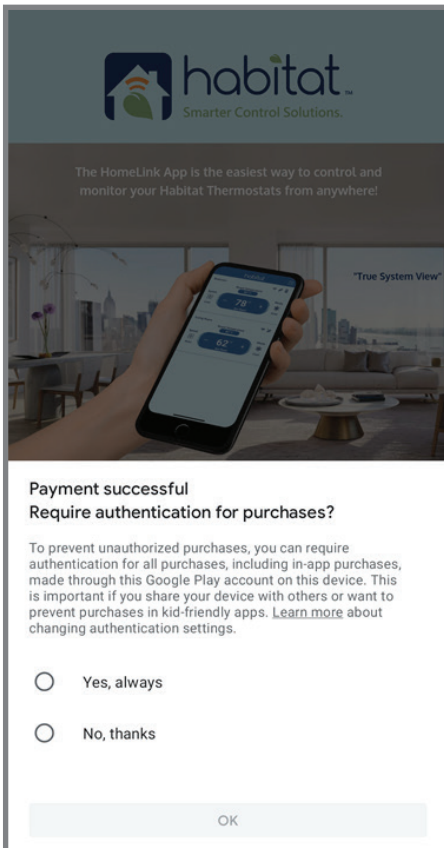 habitat™
Smarter Control Solutions.
The HomeLink App is the easiest way to control and
monitor your Habitat Thermostats from anywhere!
"True System View"
78
62
Payment successful
Require authentication for purchases?
To prevent unauthorized purchases, you can require
authentication for all purchases, including in-app purchases,
made through this Google Play account on this device. This
is important if you share your device with others or want to
prevent purchases in kid-friendly apps. Learn more about
changing authentication settings.
Yes, always
No, thanks
OK